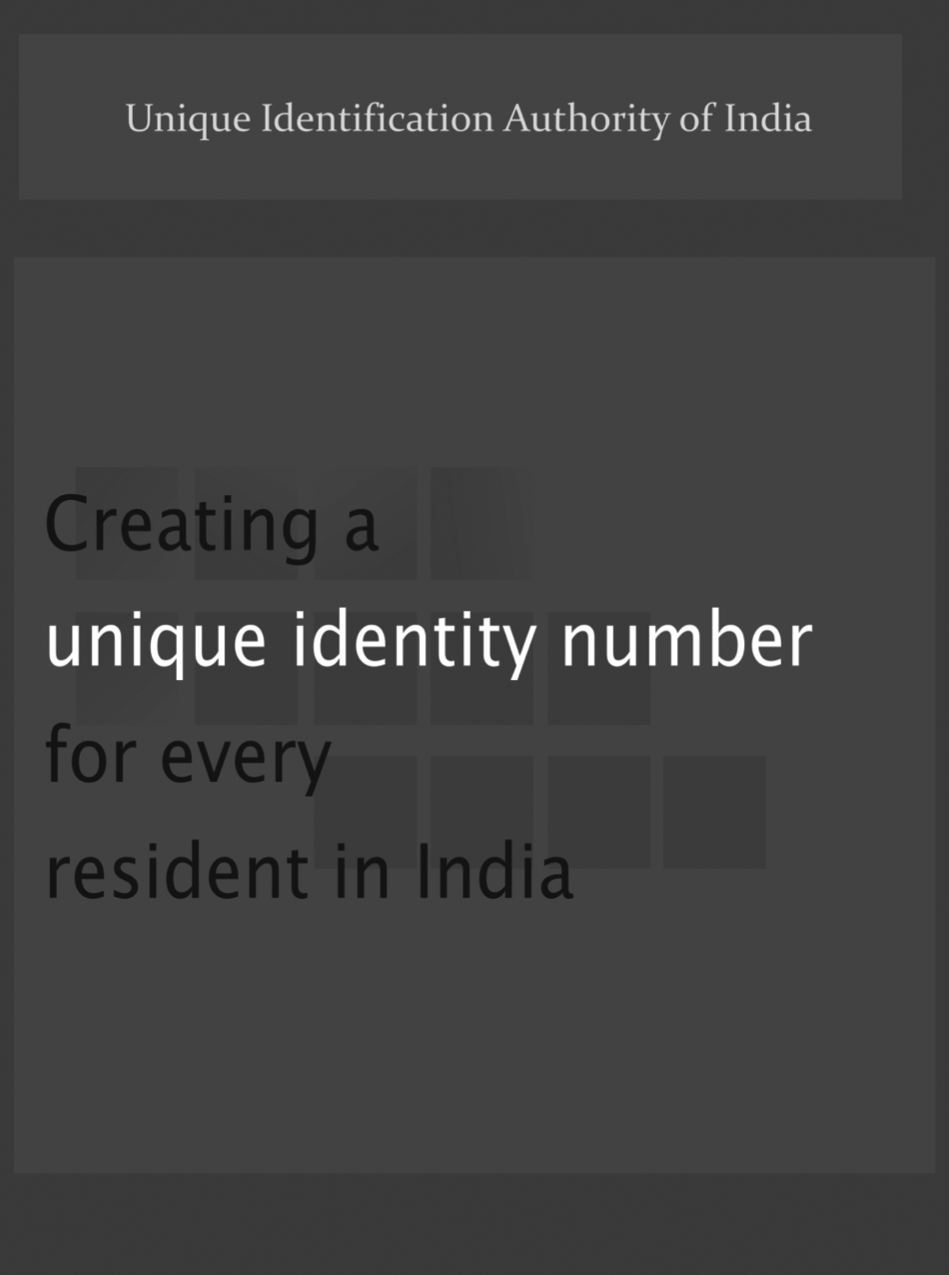 Unique Identification Authority of India
Creating a
unique identity number
for every
resident in India